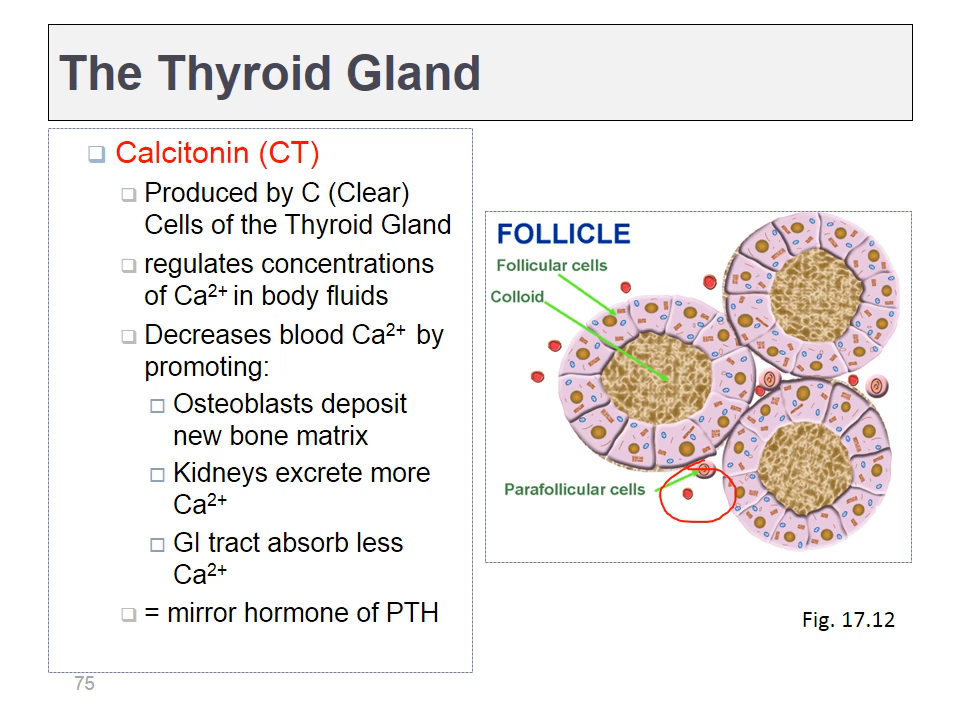 The Thyroid Gland
Calcitonin (CT)
Produced by C (Clear)
Cells of the Thyroid Gland
regulates concentrations
of Ca2+ in body fluids
Decreases blood Ca2+ by
promoting:
Osteoblasts deposit
new bone matrix
Kidneys excrete more
Ca2+
GI tract absorb less
Ca2+
= mirror hormone of PTH
FOLLICLE
Follicular cells
Colloid
Parafollicular cells
Fig. 17.12
75